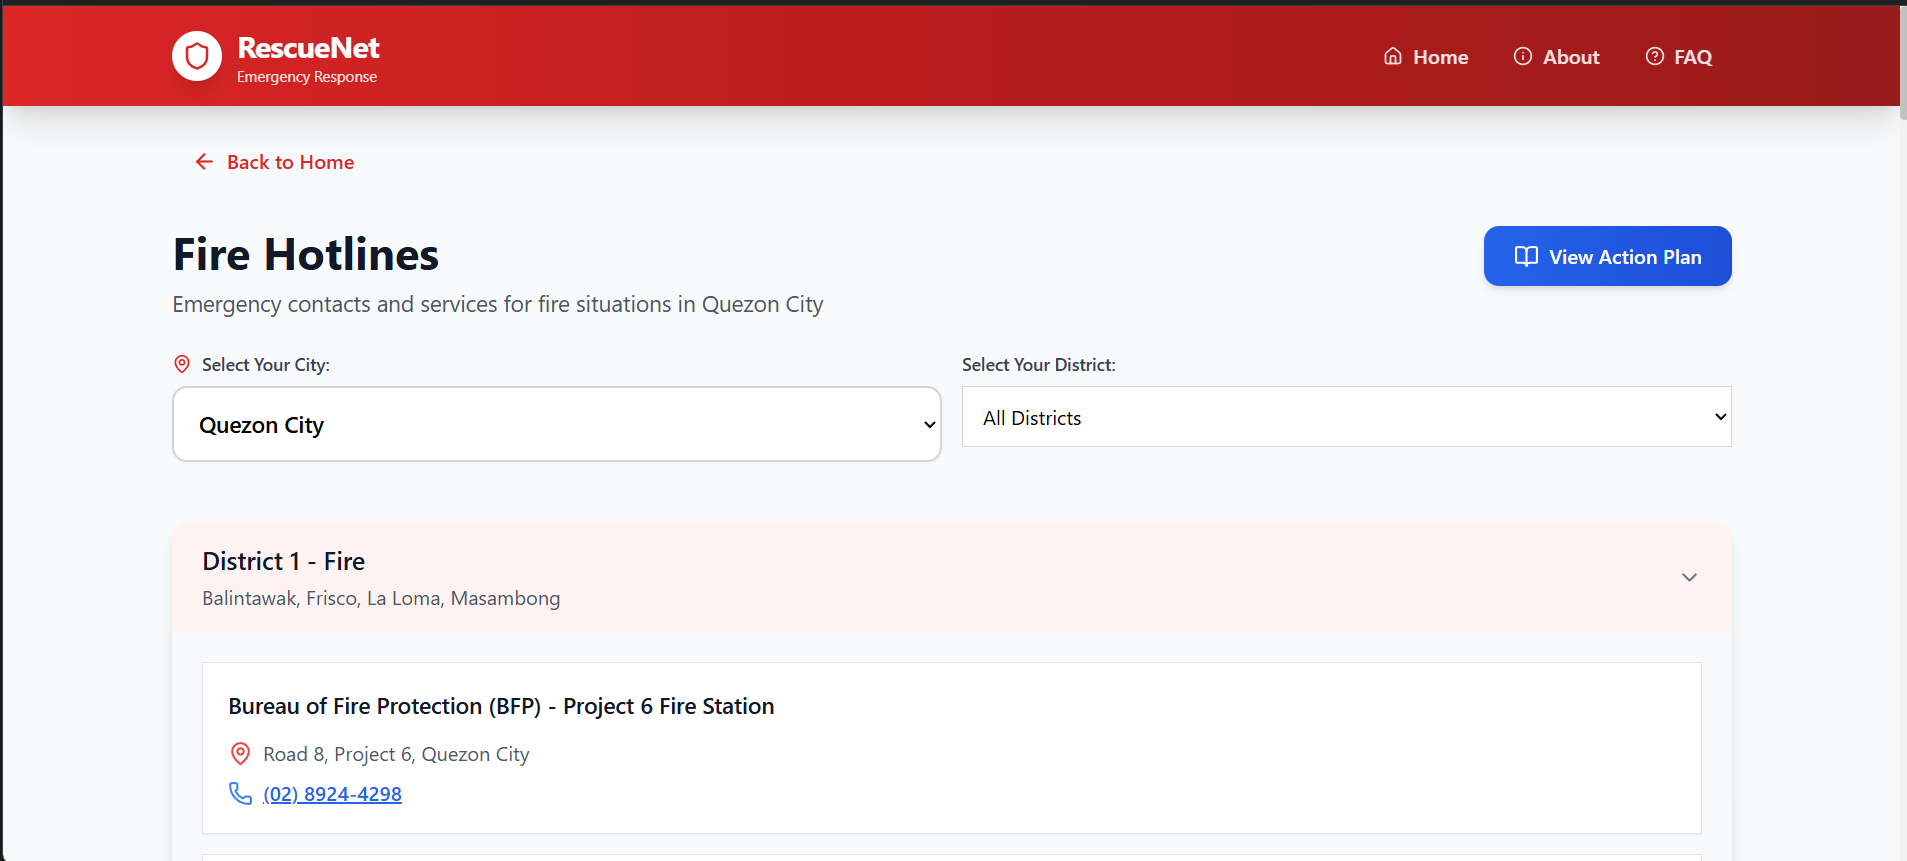 RescueNet
Emergency Response
Home
About
FAQ
Back to Home
Fire Hotlines
View Action Plan
Emergency contacts and services for fire situations in Quezon City
Select Your City:
Select Your District:
Quezon City
All Districts
District 1 - Fire
Balintawak, Frisco, La Loma, Masambong
Bureau of Fire Protection (BFP) - Project 6 Fire Station
Road 8, Project 6, Quezon City
(02) 8924-4298